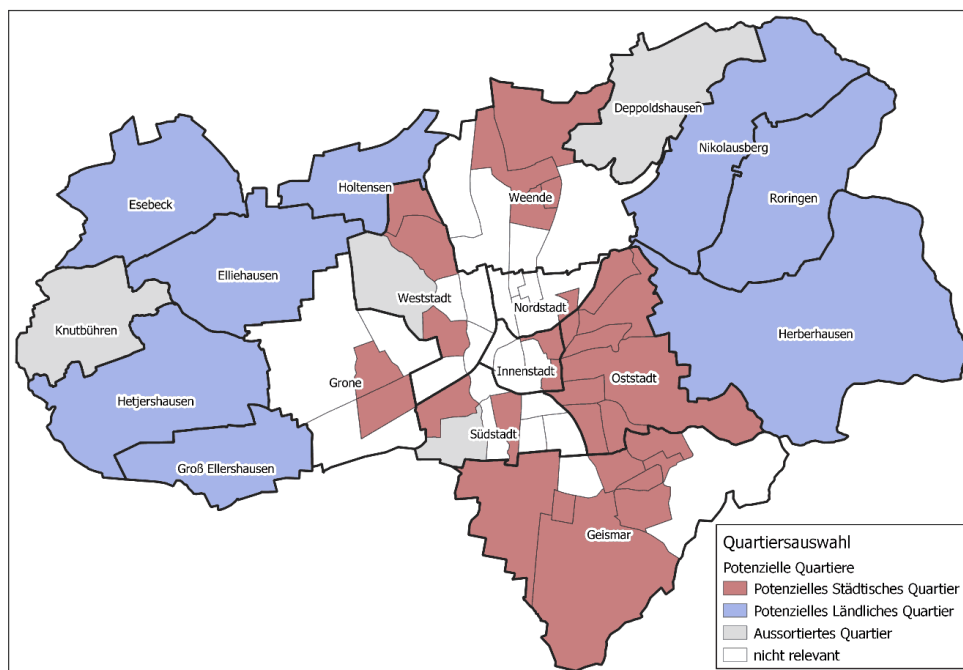 Deppoldshausen
Nikolausberg
Holtensen
Esebeck
Weende
Roringen
Elliehausen
Weststadt
Nordstadt
Knutbühren
Herberhausen
Innenstadt
Oststadt
Grone
Hetjershausen
Südstadt
Groß Ellershausen
Geismar
Quartiersauswahl
Potenzielle Quartiere
Potenzielles Städtisches Quartier
Potenzielles Ländliches Quartier
Aussortiertes Quartier
nicht relevant